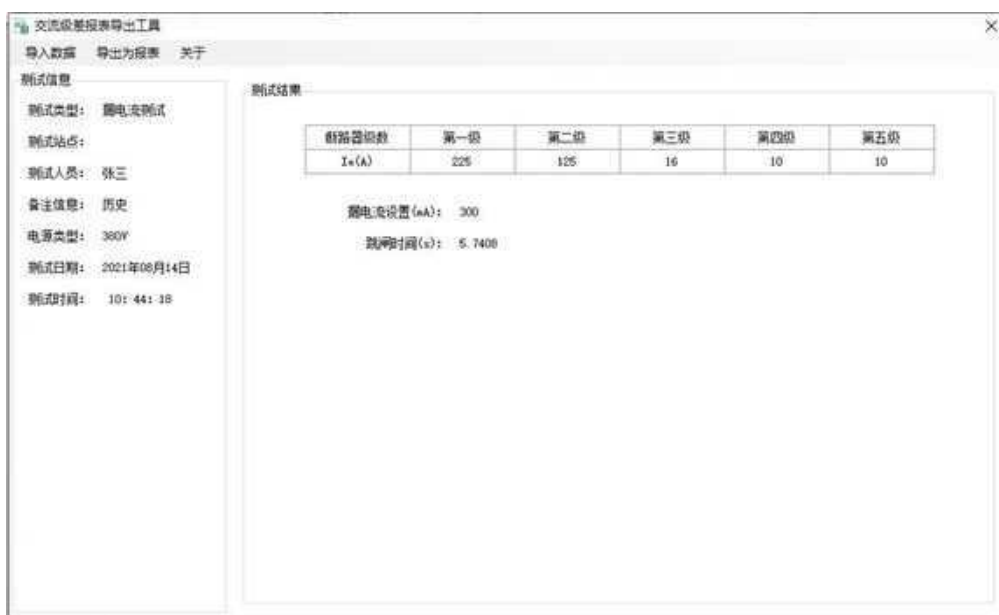 交流级差报表导出工具
导入数据 导出为报表 关于
测试信息
测试类型: 漏电流测试
测试站点:
测试人员: 张三
备注信息: 历史
电源类型: 380V
测试日期: 2021年08月14日
测试时间: 10: 44: 18
测试结果
断路器级数 第一级 第二级 第三级 第四级 第五级
In(A) 225 125 16 10 10
漏电流设置(mA): 300
跳闸时间(s): 5.7408